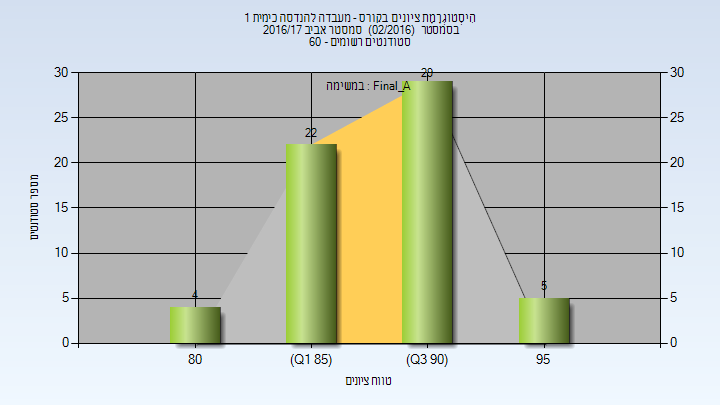 היסטוגרמת ציונים בקורס - מעבדה להנדסה כימית 1
בסמסטר (02/2016) סמסטר אביב 2016/17
סטודנטים רשומים - 60
במשימה : Final_A
מספר סטודנטים
30
25
20
15
10
5
0
30
25
20
15
10
5
0
4
22
29
5
80
(Q1 85)
(Q3 90)
95
טווח ציונים